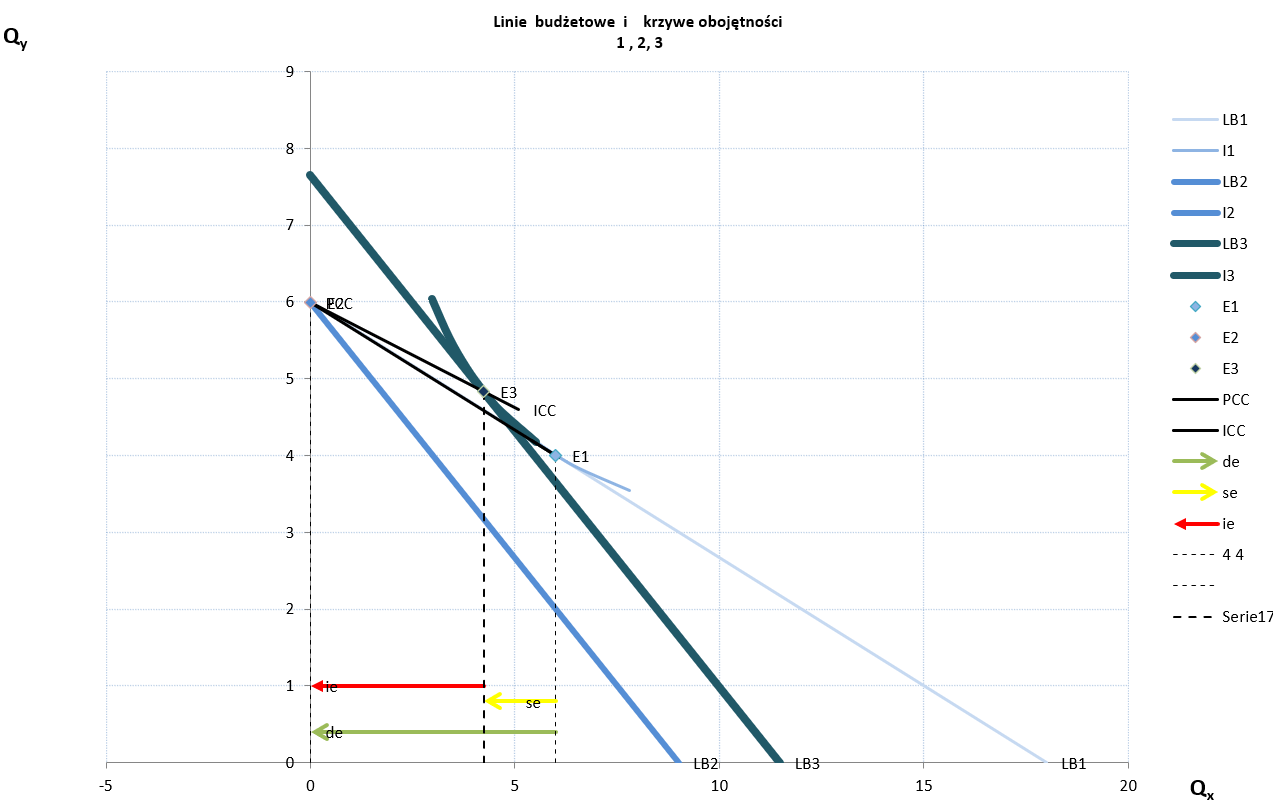 Linie budżetowe i krzywe obojętności
1 , 2, 3
Qy
9
8
7
6
5
4
3
2
1
0
-5
0
5
10
15
20
Qx
E2
PCC
E3
ICC
E1
ie
se
de
LB2
LB3
LB1
LB1
I1
LB2
I2
LB3
I3
E1
E2
E3
PCC
ICC
de
se
ie
4 4
Serie17